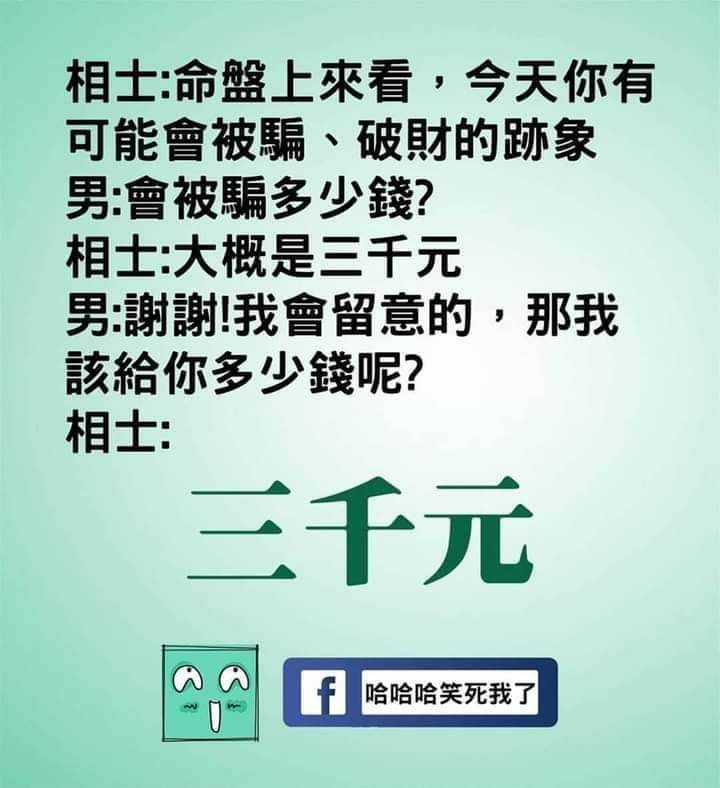 相士:命盤上來看，今天你有
可能會被騙、破財的跡象
男:會被騙多少錢?
相士:大概是三千元
男:謝謝!我會留意的，那我
該給你多少錢呢?
相士:
三千元
f 哈哈哈笑死我了